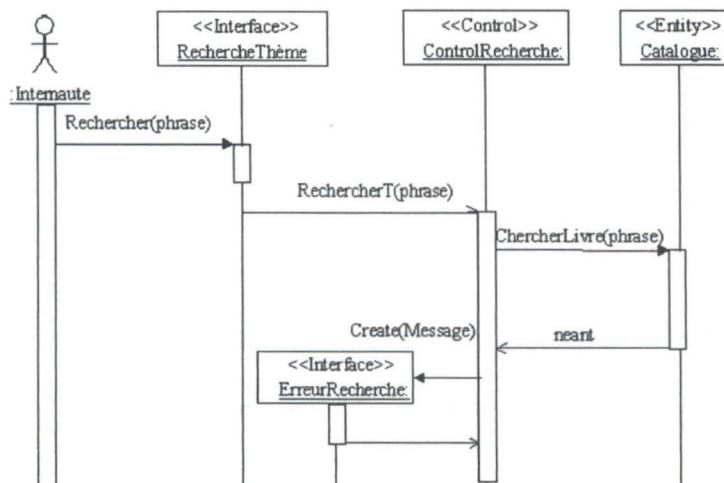 <<Interface>>
RechercheThème
<<Control>>
ControlRecherche:
<<Entity>>
Catalogue:
:Internaute
Rechercher(phrase)
RechercherT(phrase)
ChercherLivre(phrase)
Create(Message)
neant
<<Interface>>
ErreurRecherche: